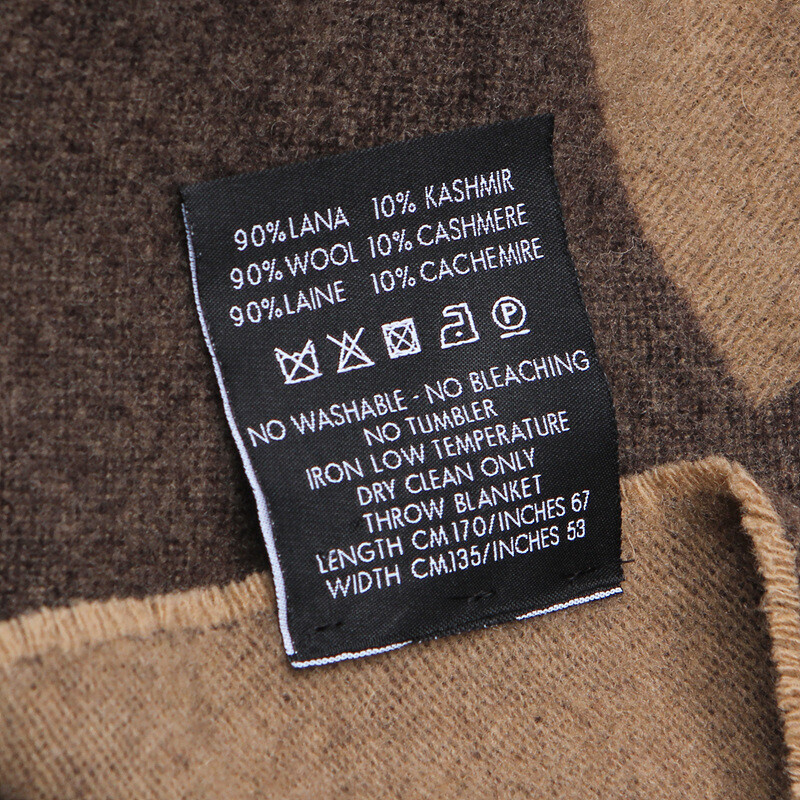 90% LANA 10% KASHMIR
90% WOOL 10% CASHMERE
90% LAINE 10% CACHEMIRE
P
NO WASHABLE - NO BLEACHING
NO TUMBLER
IRON LOW TEMPERATURE
DRY CLEAN ONLY
THROW BLANKET
LENGTH CM.170/INCHES 67
WIDTH CM.135/INCHES 53